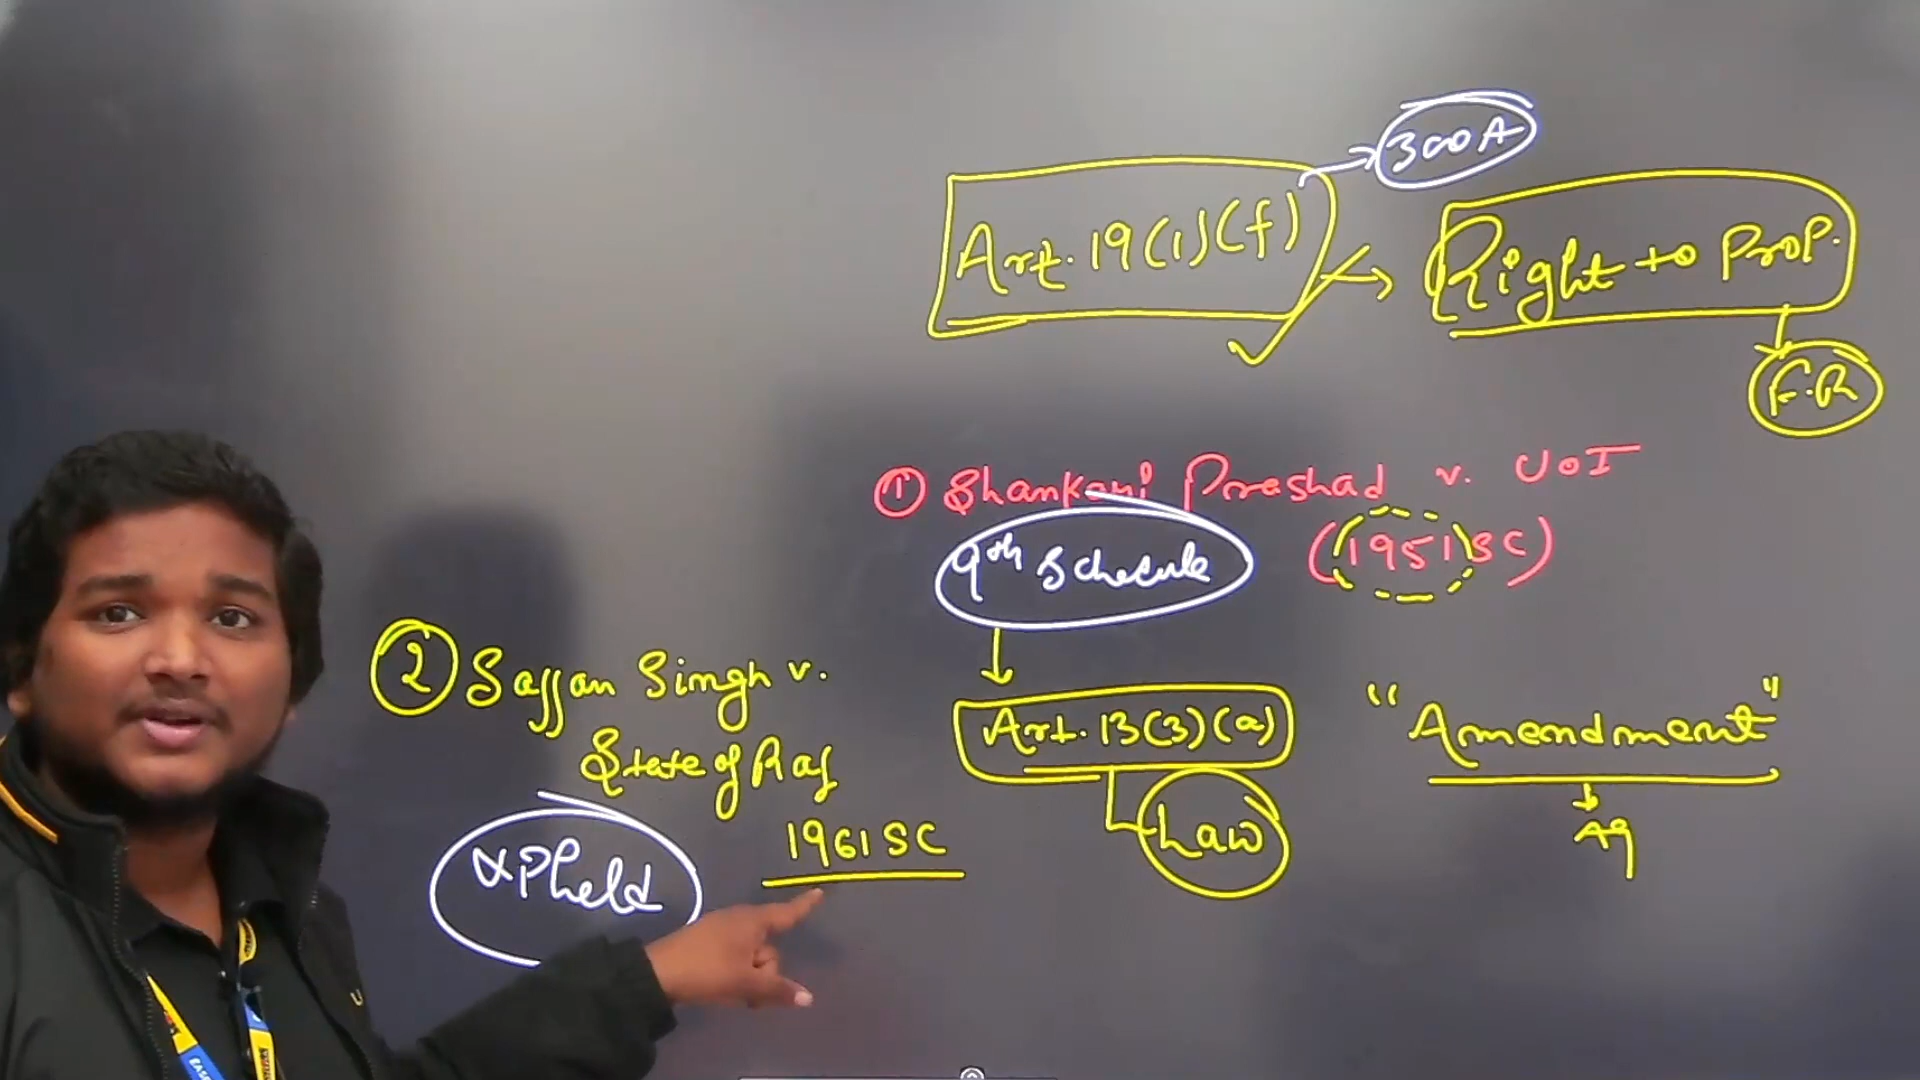 300A
Art. 19(1)(f) → Right to Prop.
F.R
① Shankari Prashad v. UOI
(1951 SC)
9th Schedule
② Sajjan Singh v.
State of Raj
1961 SC
Upheld
Art. 13(3)(a)
Law
"Amendment"
EASE